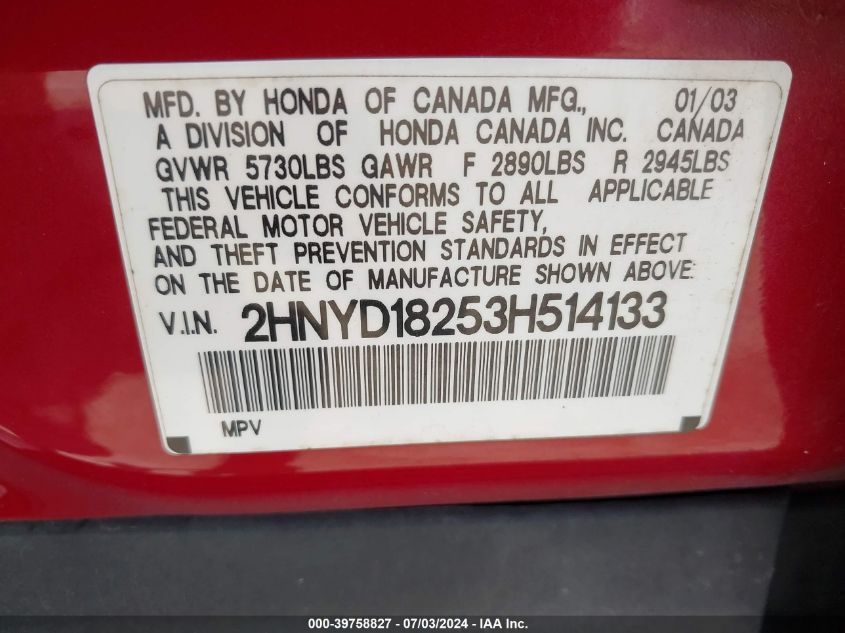 MFD. BY HONDA OF CANADA MFG., 01/03
A DIVISION OF HONDA CANADA INC. CANADA
GVWR 5730LBS GAWR F 2890LBS R 2945LBS
THIS VEHICLE CONFORMS TO ALL APPLICABLE
FEDERAL MOTOR VEHICLE SAFETY,
AND THEFT PREVENTION STANDARDS IN EFFECT
ON THE DATE OF MANUFACTURE SHOWN ABOVE.
V.I.N. 2HNYD18253H514133
MPV
000-39758827 - 07/03/2024 - IAA Inc.